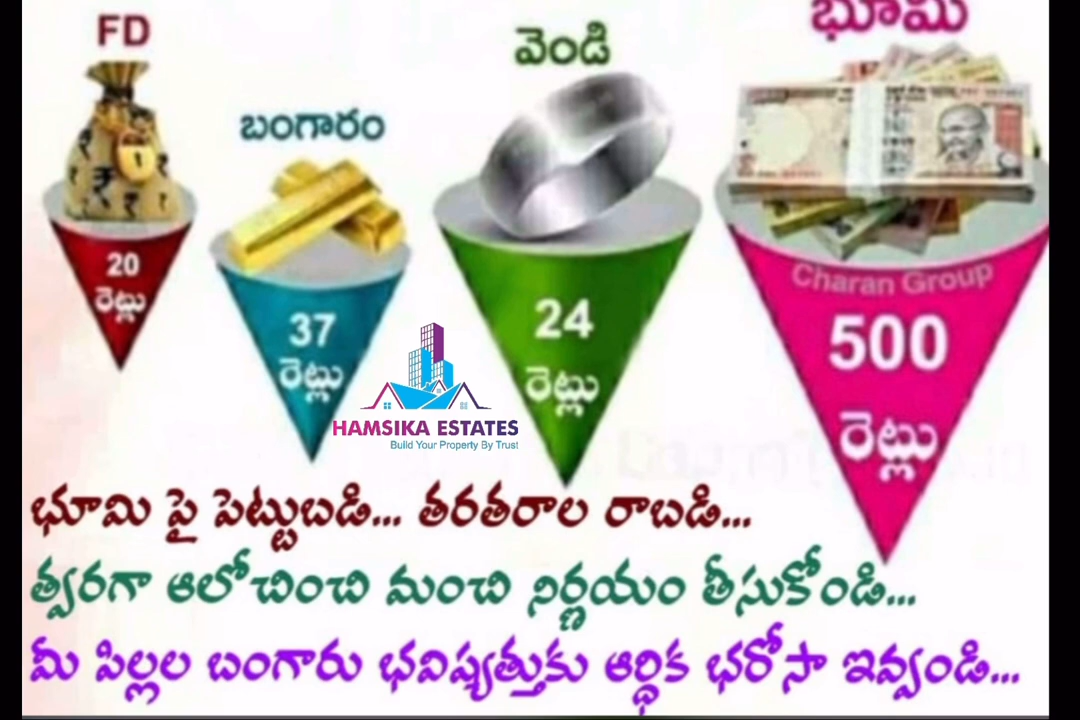 FD
బంగారం
వెండి
భూమి
20
రెట్లు
37
రెట్లు
24
రెట్లు
Charan Group
500
రెట్లు
HAMSIKA ESTATES
Build Your Property By Trust
భూమి పై పెట్టుబడి... తరతరాల రాబడి...
త్వరగా ఆలోచించి మంచి నిర్ణయం తీసుకోండి...
మీ పిల్లల బంగారు భవిష్యత్తుకు ఆర్ధిక భరోసా ఇవ్వండి...